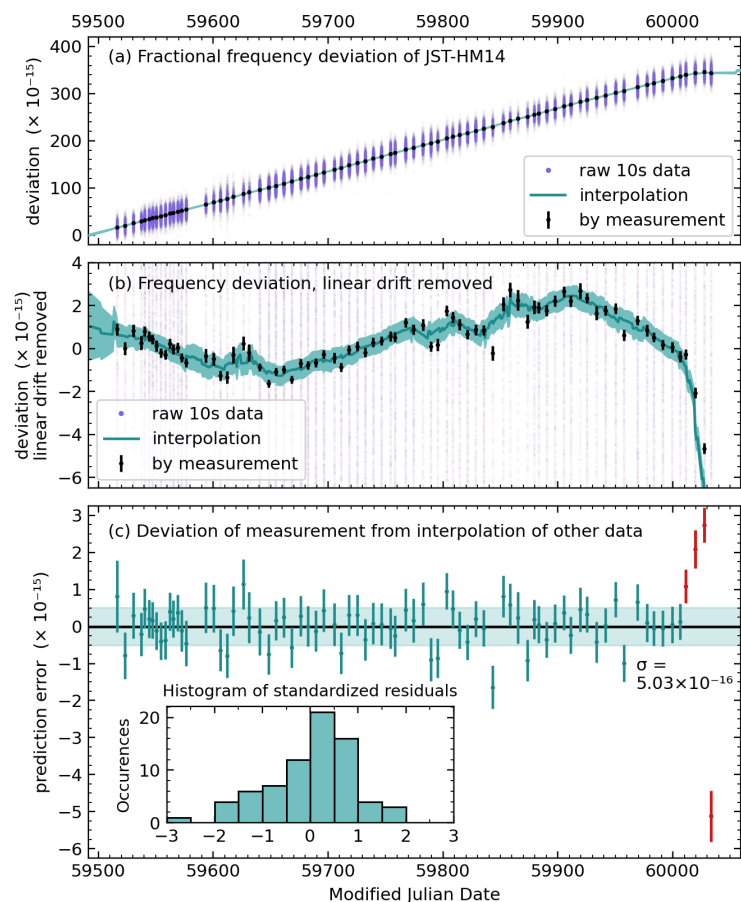 59500 59600 59700 59800 59900 60000
(a) Fractional frequency deviation of JST-HM14
400
300
200
100
0
deviation (× 10⁻¹⁵)
raw 10s data
interpolation
by measurement
(b) Frequency deviation, linear drift removed
4
2
0
−2
−4
−6
deviation (× 10⁻¹⁵)
linear drift removed
raw 10s data
interpolation
by measurement
(c) Deviation of measurement from interpolation of other data
3
2
1
0
−1
−2
−3
−4
−5
−6
prediction error (× 10⁻¹⁵)
σ =
5.03×10⁻¹⁶
Histogram of standardized residuals
20
10
0
Occurences
−3 −2 −1 0 1 2 3
59500 59600 59700 59800 59900 60000
Modified Julian Date